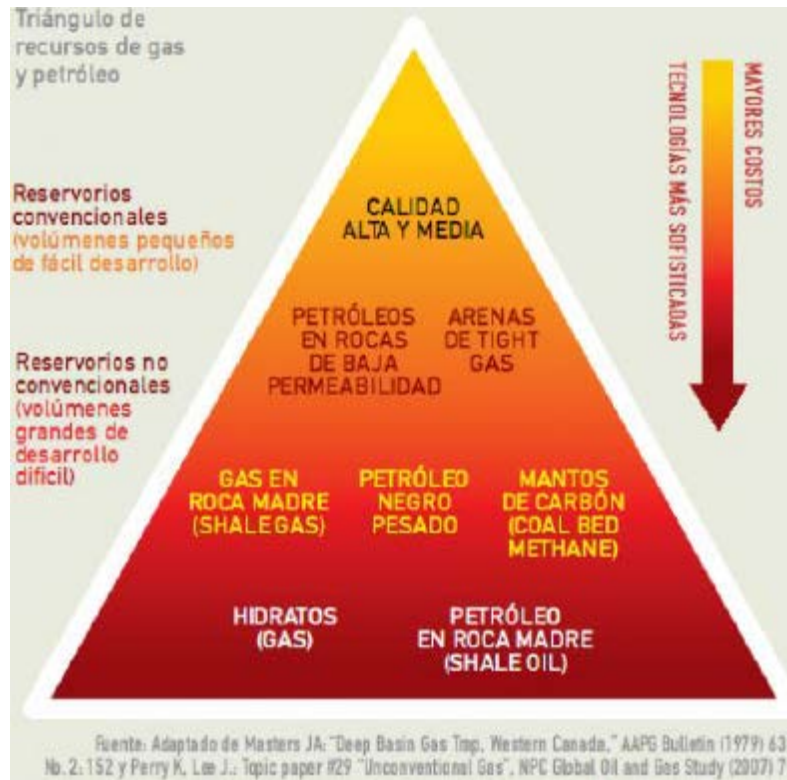 Triángulo de
recursos de gas
y petróleo
Reservorios
convencionales
(volúmenes pequeños
de fácil desarrollo)
Reservorios no
convencionales
(volúmenes
grandes de
desarrollo
dificil)
CALIDAD
ALTA Y MEDIA
PETRÓLEOS
EN ROCAS
DE BAJA
PERMEABILIDAD
ARENAS
DE TIGHT
GAS
GAS EN
ROCA MADRE
(SHALE GAS)
PETRÓLEO
NEGRO
PESADO
MANTOS
DE CARBÓN
(COAL BED
METHANE)
HIDRATOS
(GAS)
PETRÓLEO
EN ROCA MADRE
(SHALE OIL)
TECNOLOGÍAS MÁS SOFISTICADAS
MAYORES COSTOS
Fuente: Adaptado de Masters JA: "Deep Basin Gas Trap, Western Canada," AAPG Bulletin (1979) 63
No. 2: 152 y Perry K, Lee J.: Topic paper #29 "Unconventional Gas", NPC Global Oil and Gas Study (2007) 7